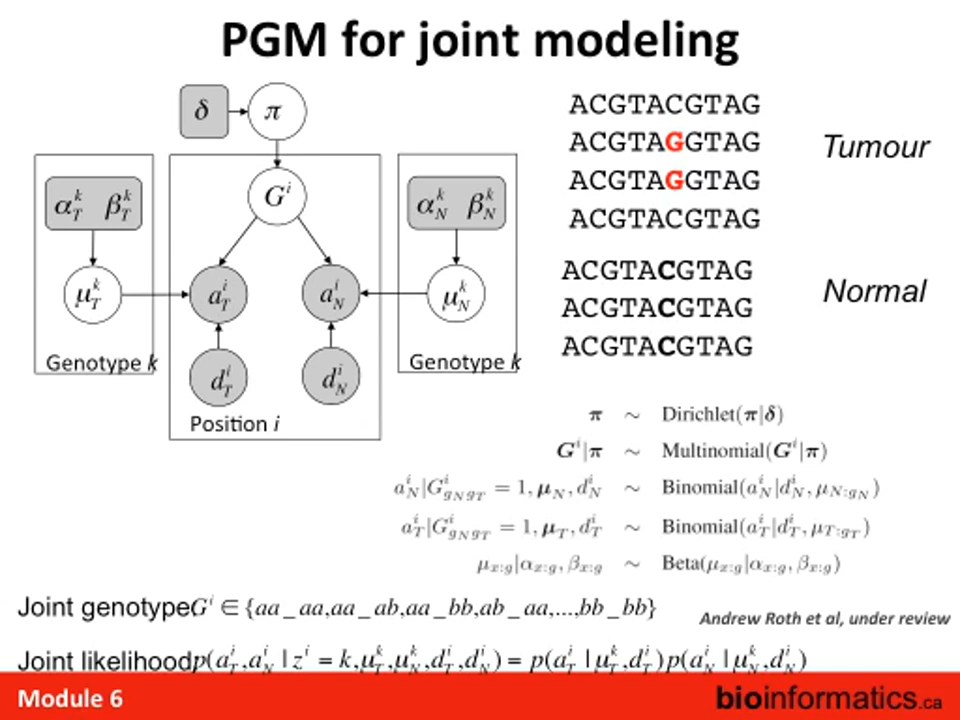 PGM for joint modeling
δ π
G^i
α_T^k β_T^k
α_N^k β_N^k
μ_T^k a_T^i a_N^i μ_N^k
Genotype k
d_T^i d_N^i
Genotype k
Position i
ACGTACGTAG
ACGTAGGTAG
ACGTAGGTAG
ACGTACGTAG
Tumour
ACGTACGTAG
ACGTACGTAG
ACGTACGTAG
Normal
π ~ Dirichlet(π|δ)
G^i|π ~ Multinomial(G^i|π)
a_N^i|G^i_{g_N g_T} = 1, μ_N, d_N^i ~ Binomial(a_N^i|d_N^i, μ_{N:g_N})
a_T^i|G^i_{g_N g_T} = 1, μ_T, d_T^i ~ Binomial(a_T^i|d_T^i, μ_{T:g_T})
μ_{x:g}|α_{x:g}, β_{x:g} ~ Beta(μ_{x:g}|α_{x:g}, β_{x:g})
Joint genotype G^i ∈ {aa_aa,aa_ab,aa_bb,ab_aa,...,bb_bb}
Andrew Roth et al, under review
Joint likelihood p(a_T^i,a_N^i | z^i = k,μ_T^k,μ_N^k,d_T^i,d_N^i) = p(a_T^i | μ_T^k,d_T^i)p(a_N^i | μ_N^k,d_N^i)
Module 6
bioinformatics.ca